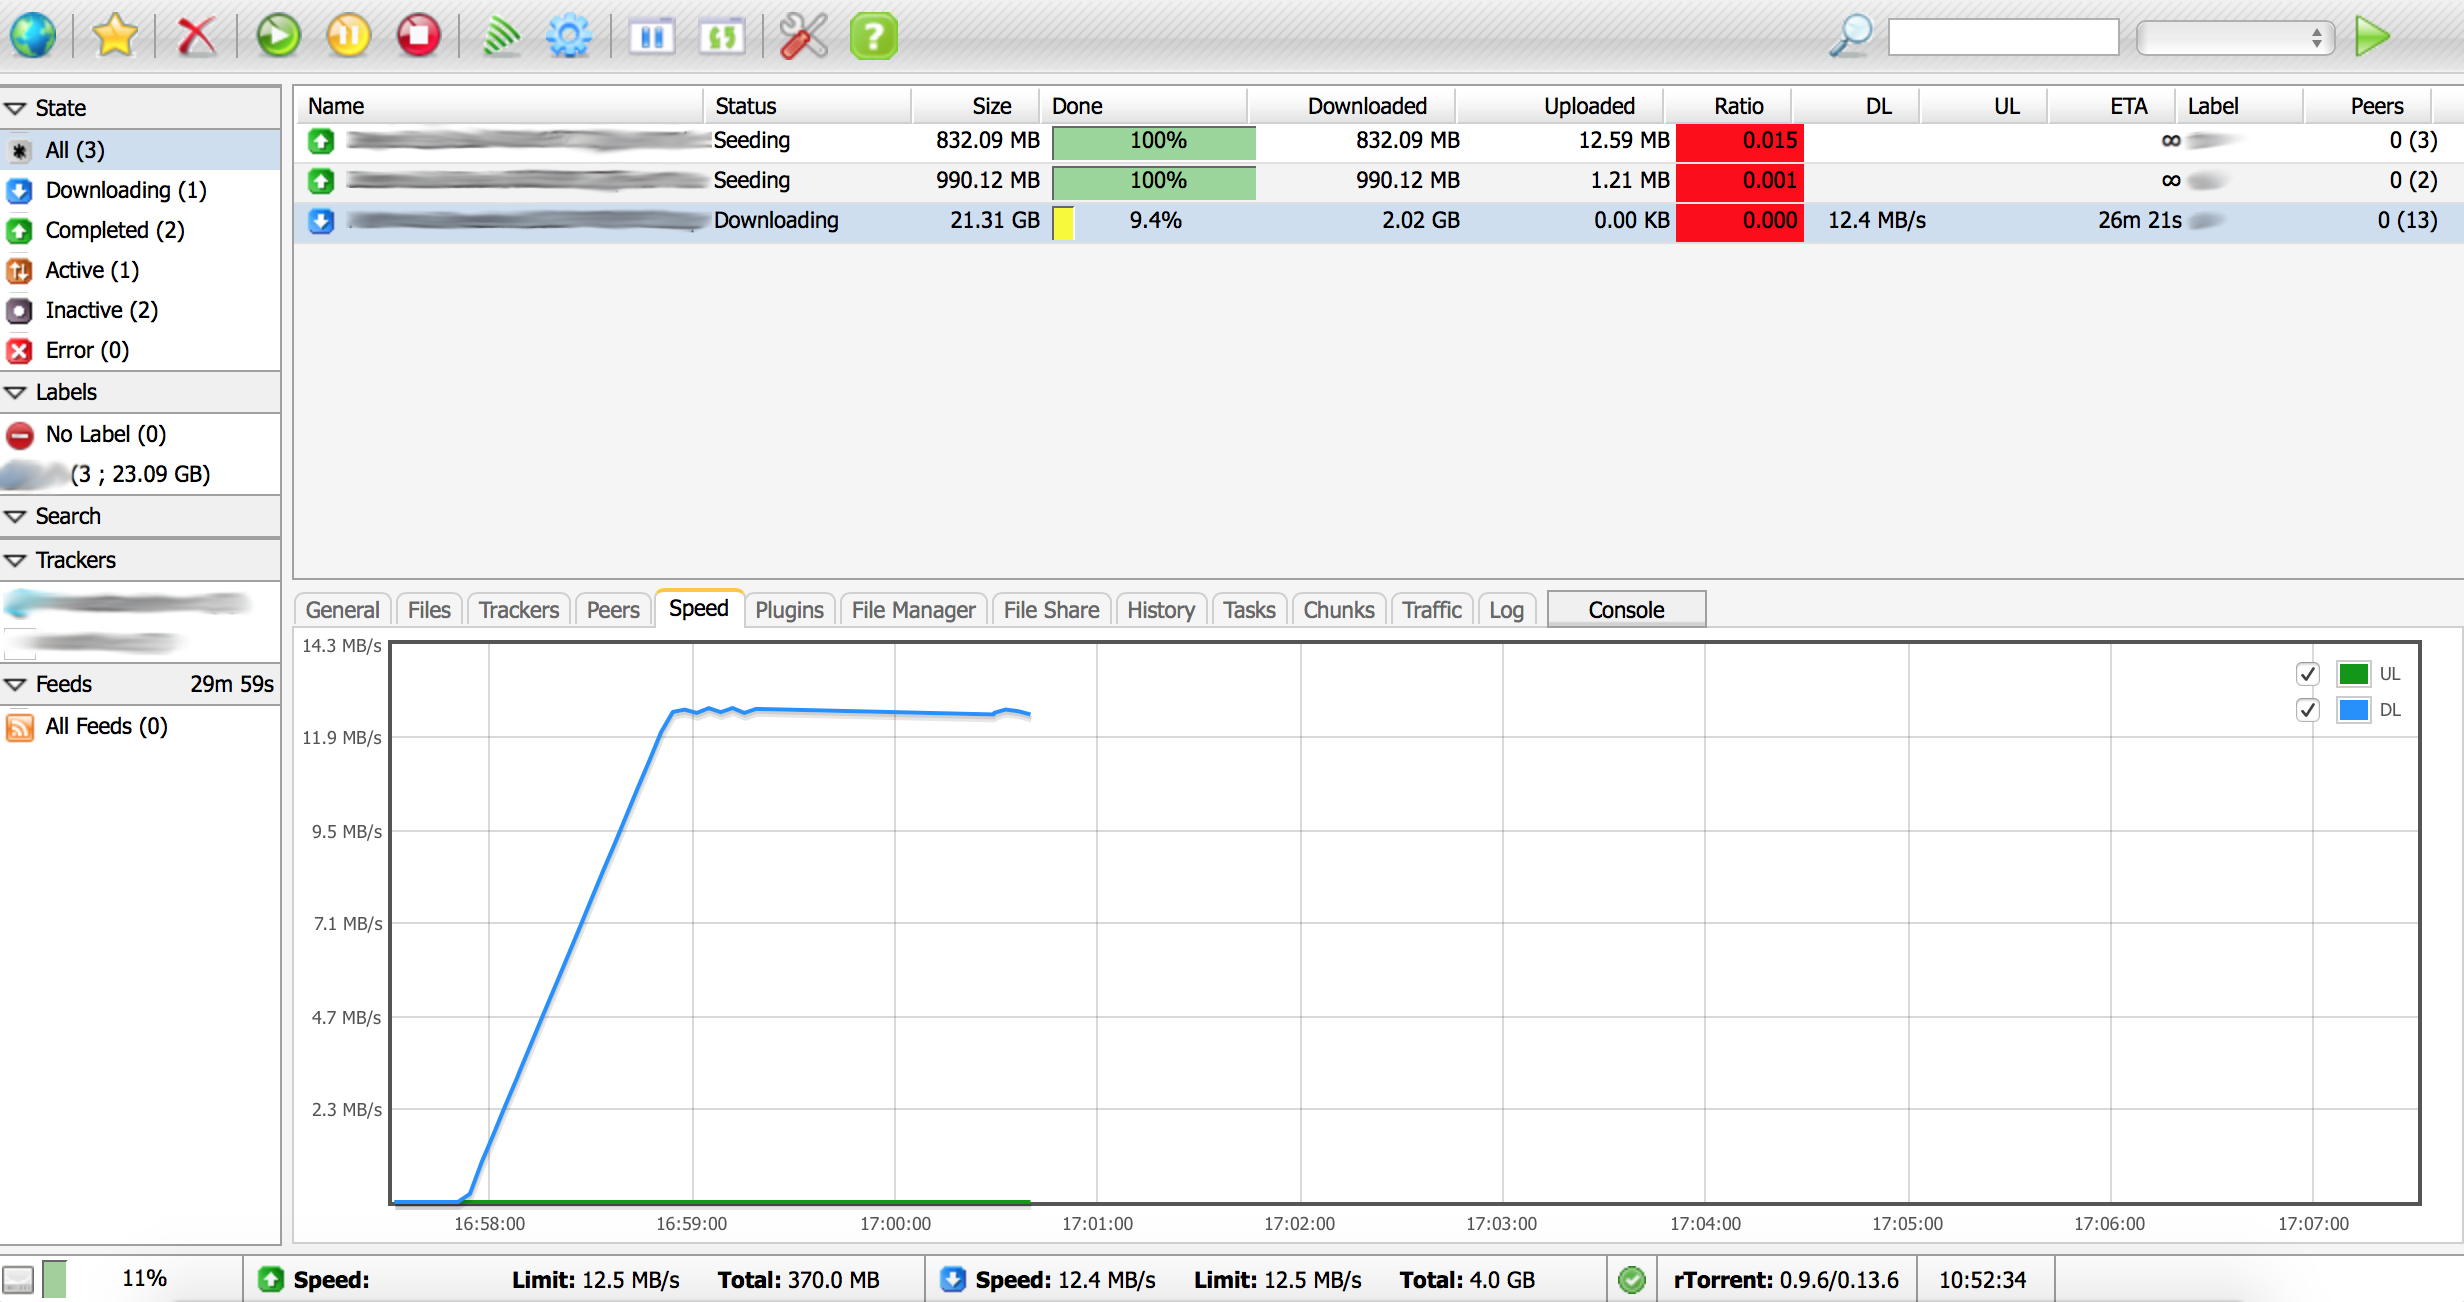 State
All (3)
Downloading (1)
Completed (2)
Active (1)
Inactive (2)
Error (0)
Labels
No Label (0)
(3 ; 23.09 GB)
Search
Trackers
Feeds 29m 59s
All Feeds (0)
Name Status Size Done Downloaded Uploaded Ratio DL UL ETA Label Peers
Seeding 832.09 MB 100% 832.09 MB 12.59 MB 0.015 ∞ 0 (3)
Seeding 990.12 MB 100% 990.12 MB 1.21 MB 0.001 ∞ 0 (2)
Downloading 21.31 GB 9.4% 2.02 GB 0.00 KB 0.000 12.4 MB/s 26m 21s 0 (13)
General Files Trackers Peers Speed Plugins File Manager File Share History Tasks Chunks Traffic Log Console
14.3 MB/s
11.9 MB/s
9.5 MB/s
7.1 MB/s
4.7 MB/s
2.3 MB/s
UL
DL
16:58:00 16:59:00 17:00:00 17:01:00 17:02:00 17:03:00 17:04:00 17:05:00 17:06:00 17:07:00
11% Speed: Limit: 12.5 MB/s Total: 370.0 MB Speed: 12.4 MB/s Limit: 12.5 MB/s Total: 4.0 GB rTorrent: 0.9.6/0.13.6 10:52:34